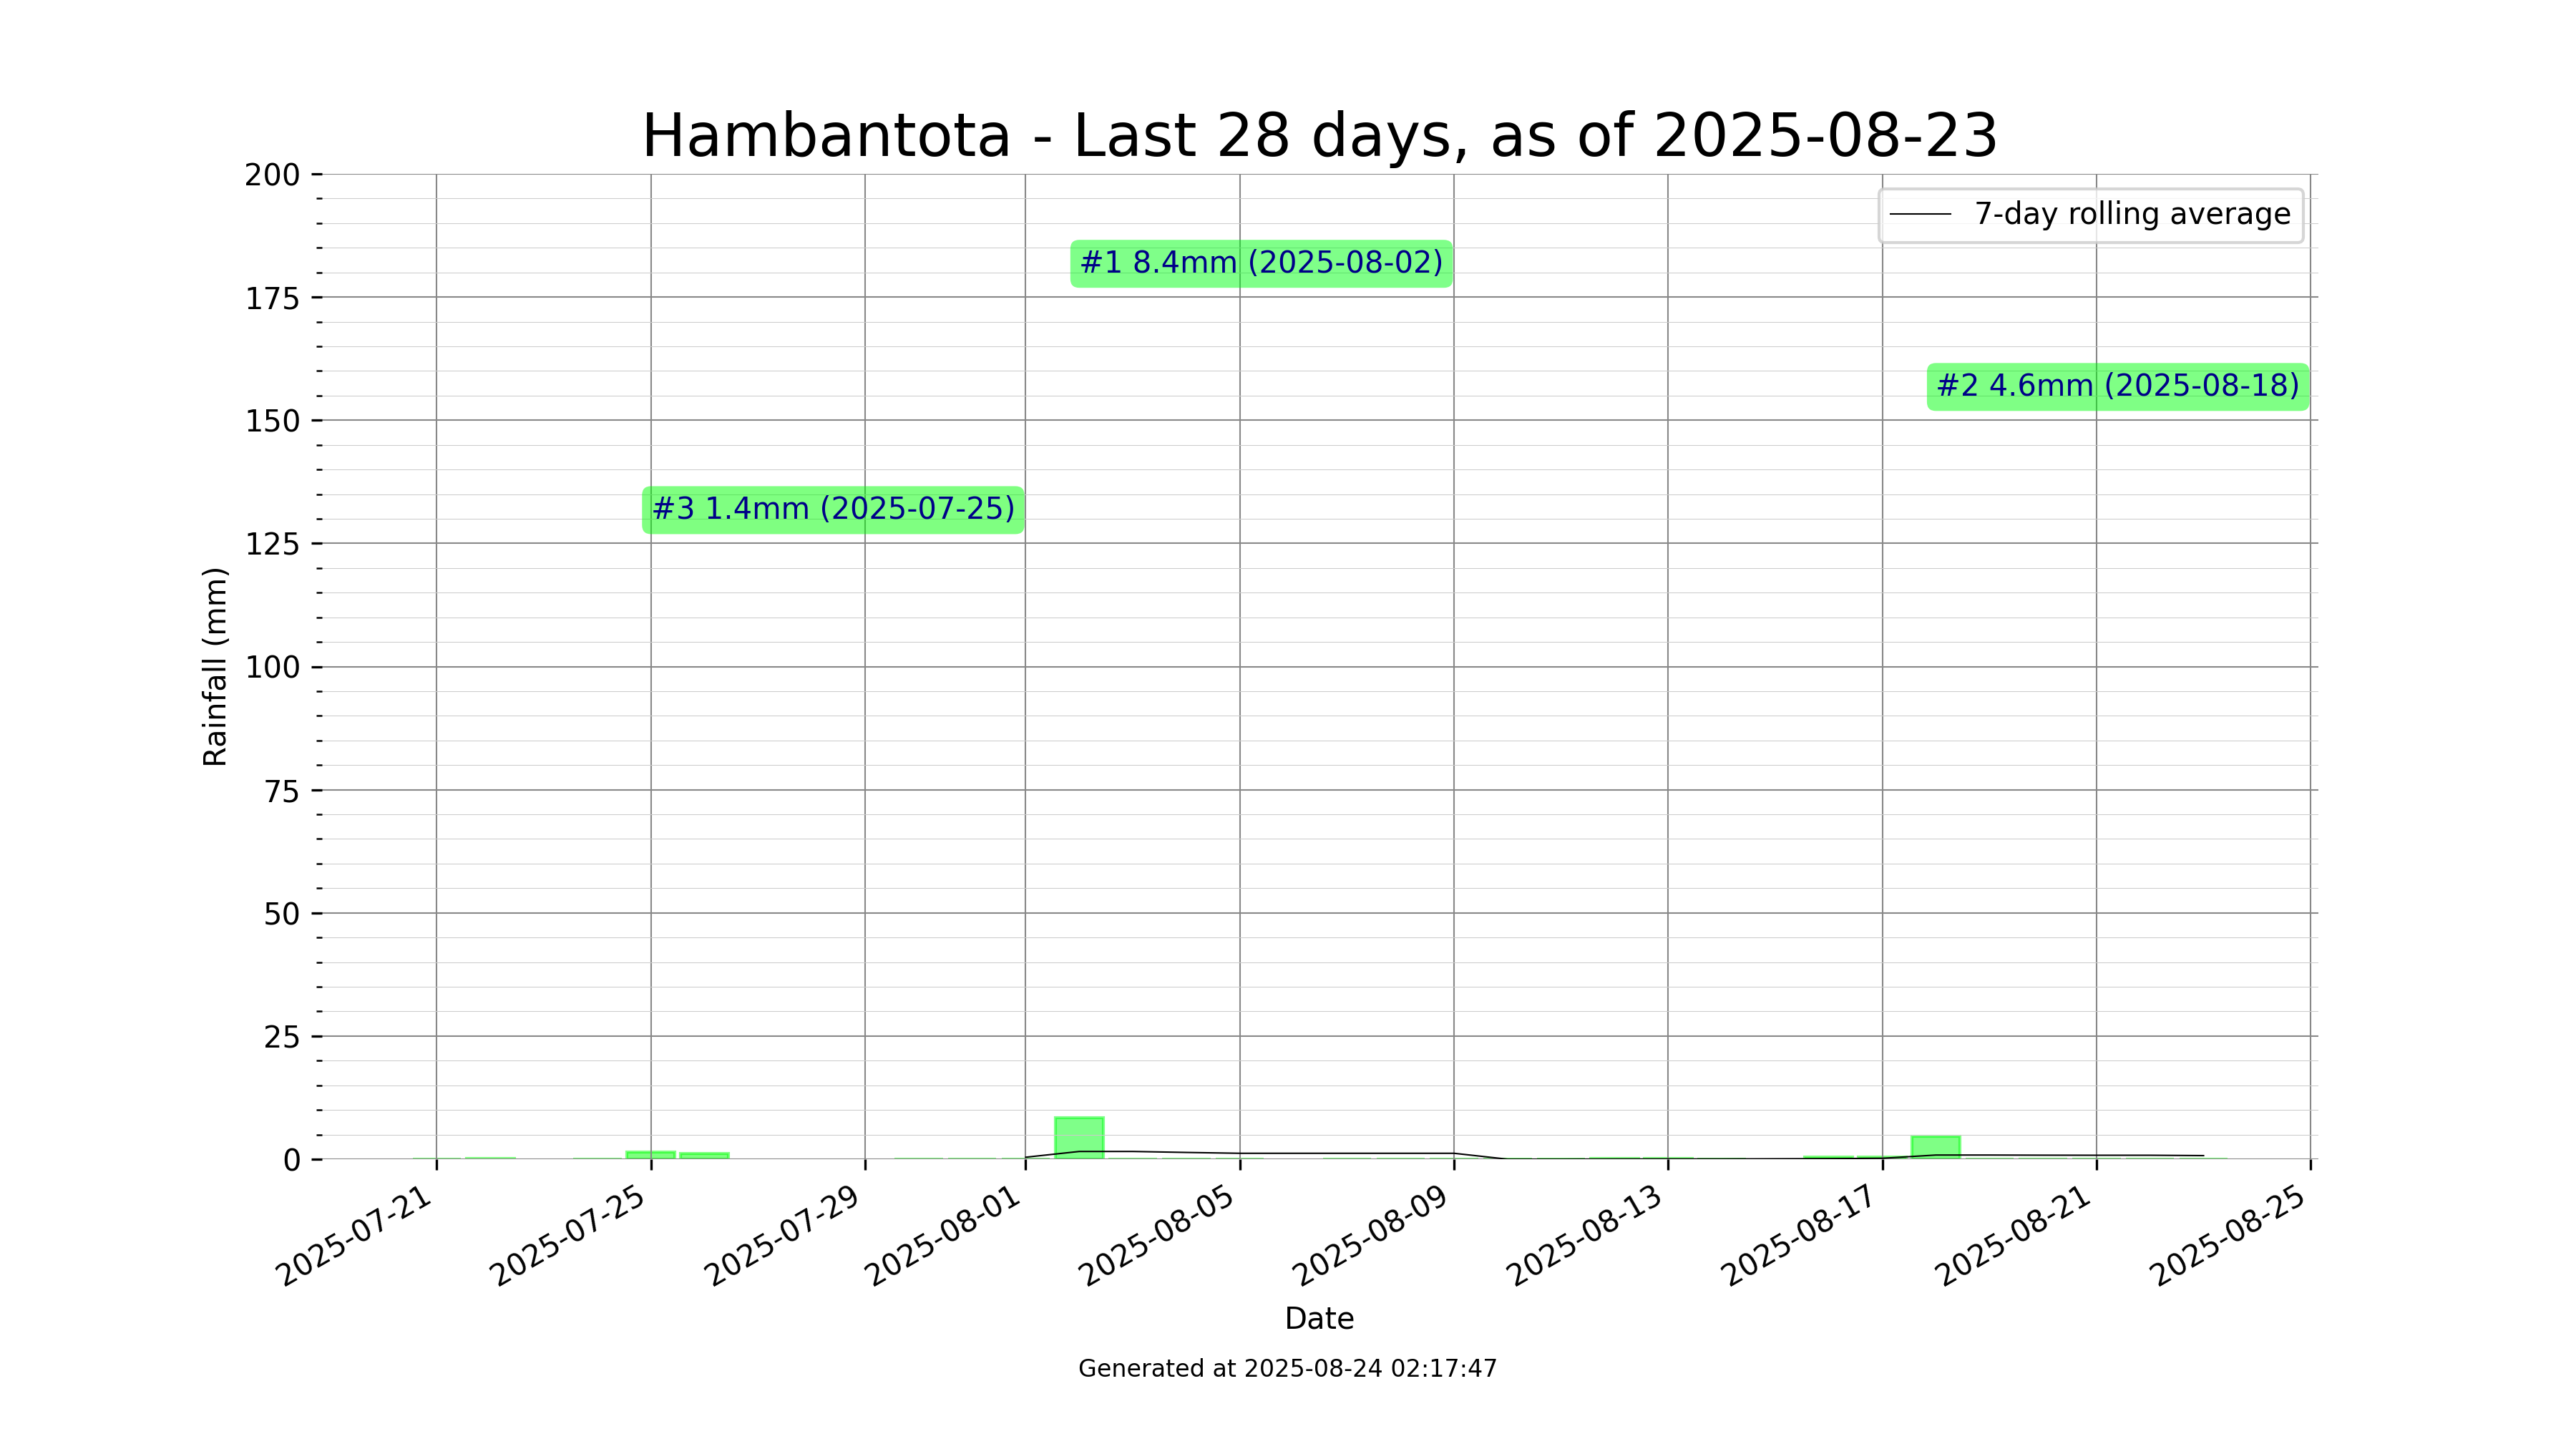 Hambantota - Last 28 days, as of 2025-08-23
200
175
150
125
100
75
50
25
0
Rainfall (mm)
7-day rolling average
#1 8.4mm (2025-08-02)
#2 4.6mm (2025-08-18)
#3 1.4mm (2025-07-25)
2025-07-21
2025-07-25
2025-07-29
2025-08-01
2025-08-05
2025-08-09
2025-08-13
2025-08-17
2025-08-21
2025-08-25
Date
Generated at 2025-08-24 02:17:47